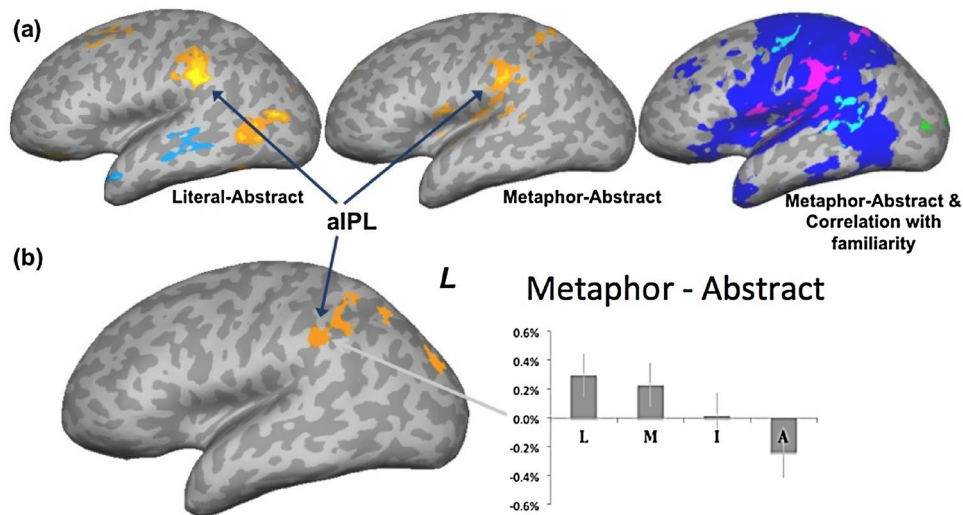 (a)
Literal-Abstract
Metaphor-Abstract
Metaphor-Abstract &
Correlation with
familiarity
aIPL
(b)
L
Metaphor - Abstract
0.6%
0.4%
0.2%
0.0%
-0.2%
-0.4%
-0.6%
L M I A